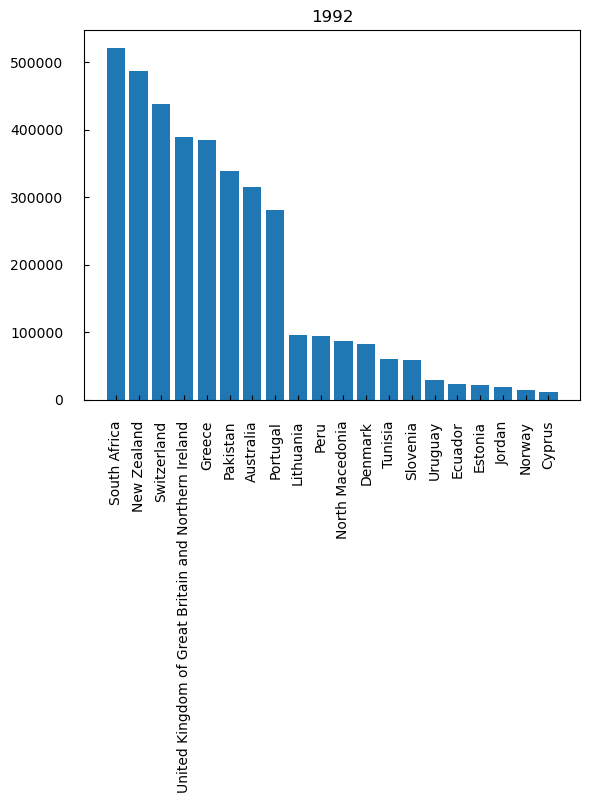 1992
500000
400000
300000
200000
100000
0
South Africa
New Zealand
Switzerland
United Kingdom of Great Britain and Northern Ireland
Greece
Pakistan
Australia
Portugal
Lithuania
Peru
North Macedonia
Denmark
Tunisia
Slovenia
Uruguay
Ecuador
Estonia
Jordan
Norway
Cyprus